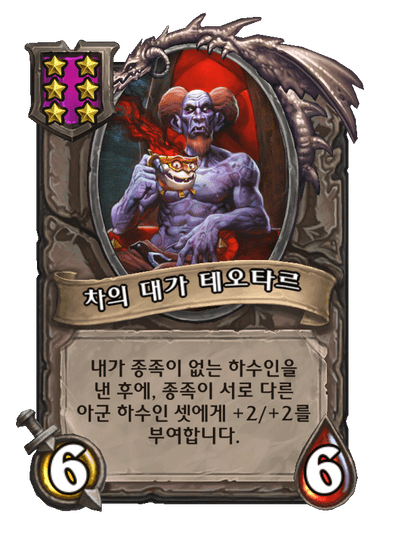 차의 대가 테오타르
내가 종족이 없는 하수인을
낸 후에, 종족이 서로 다른
아군 하수인 셋에게 +2/+2를
부여합니다.
6
6